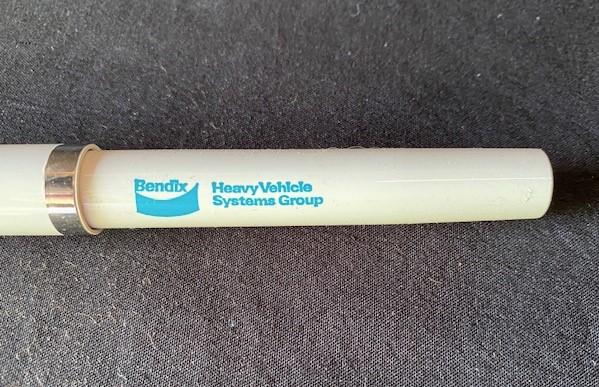 Bendix
Heavy Vehicle
Systems Group